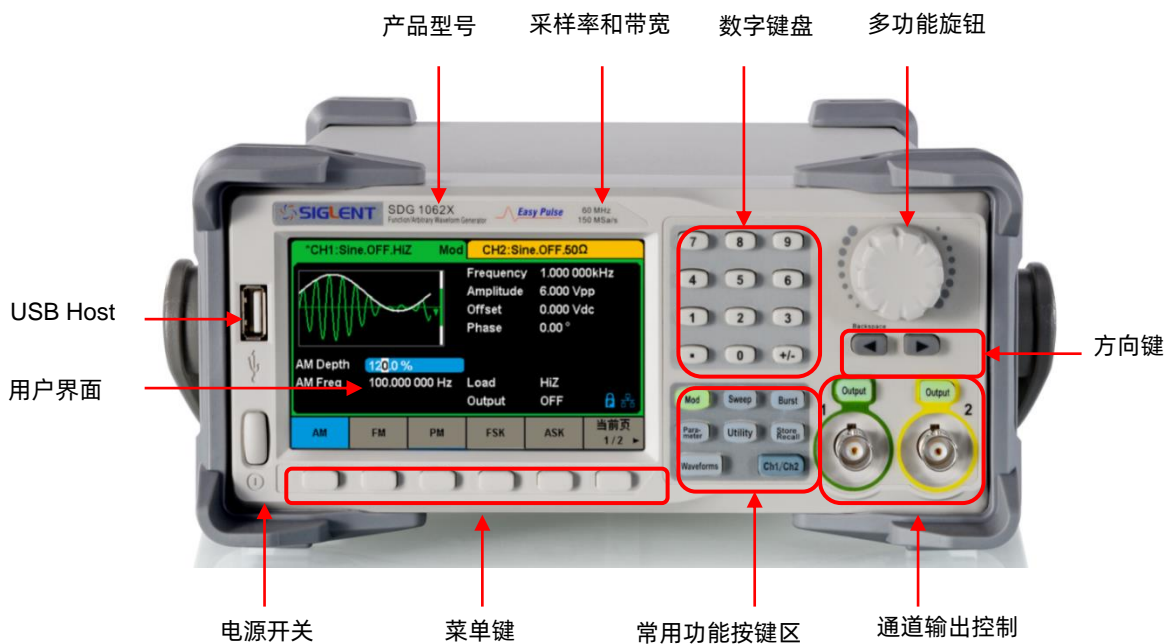 产品型号
采样率和带宽
数字键盘
多功能旋钮
SIGLENT
SDG 1062X
Function/Arbitrary Waveform Generator
Easy Pulse
60 MHz
150 MSa/s
*CH1:Sine.OFF.HiZ Mod
CH2:Sine.OFF.50Ω
Frequency 1.000 000kHz
Amplitude 6.000 Vpp
Offset 0.000 Vdc
Phase 0.00 °
AM Depth 120.0 %
AM Freq 100.000 000 Hz
Load HiZ
Output OFF
AM
FM
PM
FSK
ASK
当前页
1/2
7 8 9
4 5 6
1 2 3
• 0 +/-
Backspace
Mod
Sweep
Burst
Para-
meter
Utility
Store
Recall
Waveforms
Ch1/Ch2
Output
Output
1
2
USB Host
用户界面
方向键
电源开关
菜单键
常用功能按键区
通道输出控制